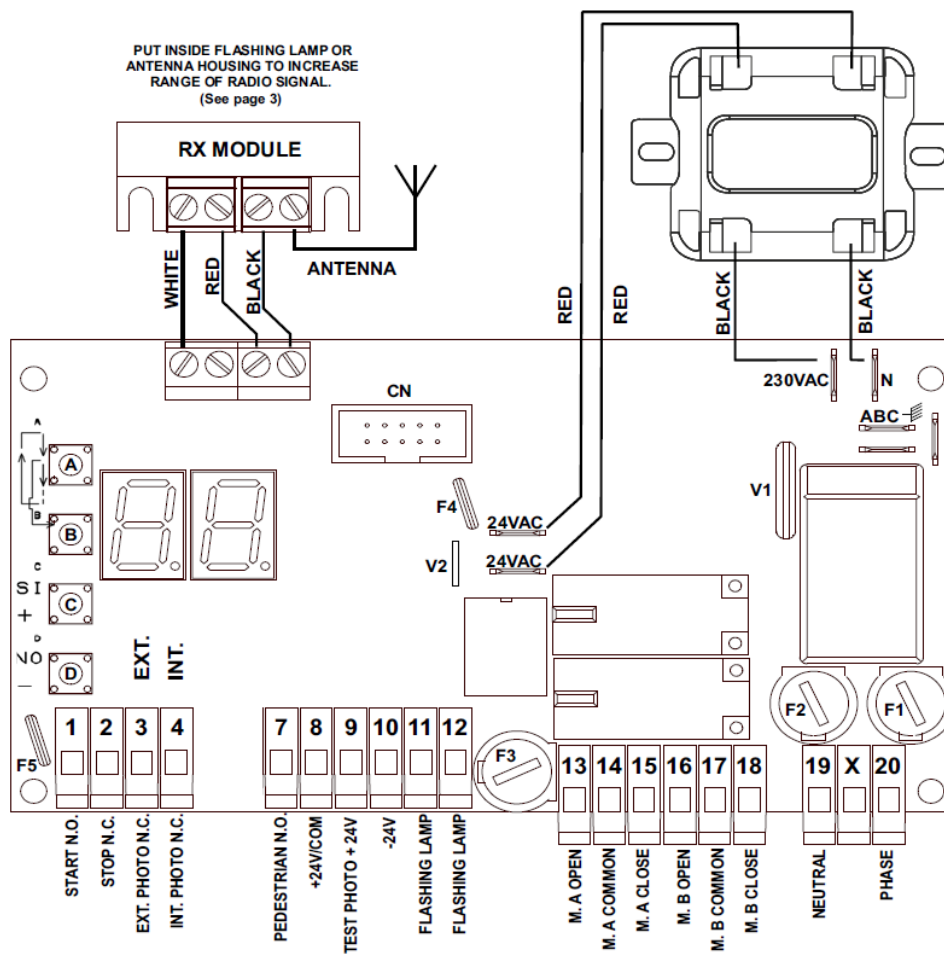 PUT INSIDE FLASHING LAMP OR
ANTENNA HOUSING TO INCREASE
RANGE OF RADIO SIGNAL.
(See page 3)
RX MODULE
WHITE
RED
BLACK
ANTENNA
RED
RED
BLACK
BLACK
230VAC
N
CN
ABC
A
A
B
B
C
SI
C
+
D
NO
D
-
F4
24VAC
24VAC
V2
V1
EXT.
INT.
F2
F1
F5
F3
1
2
3
4
7
8
9
10
11
12
13
14
15
16
17
18
19
X
20
START N.O.
STOP N.C.
EXT. PHOTO N.C.
INT. PHOTO N.C.
PEDESTRIAN N.O.
+24V/COM
TEST PHOTO + 24V
-24V
FLASHING LAMP
FLASHING LAMP
M. A OPEN
M. A COMMON
M. A CLOSE
M. B OPEN
M. B COMMON
M. B CLOSE
NEUTRAL
PHASE